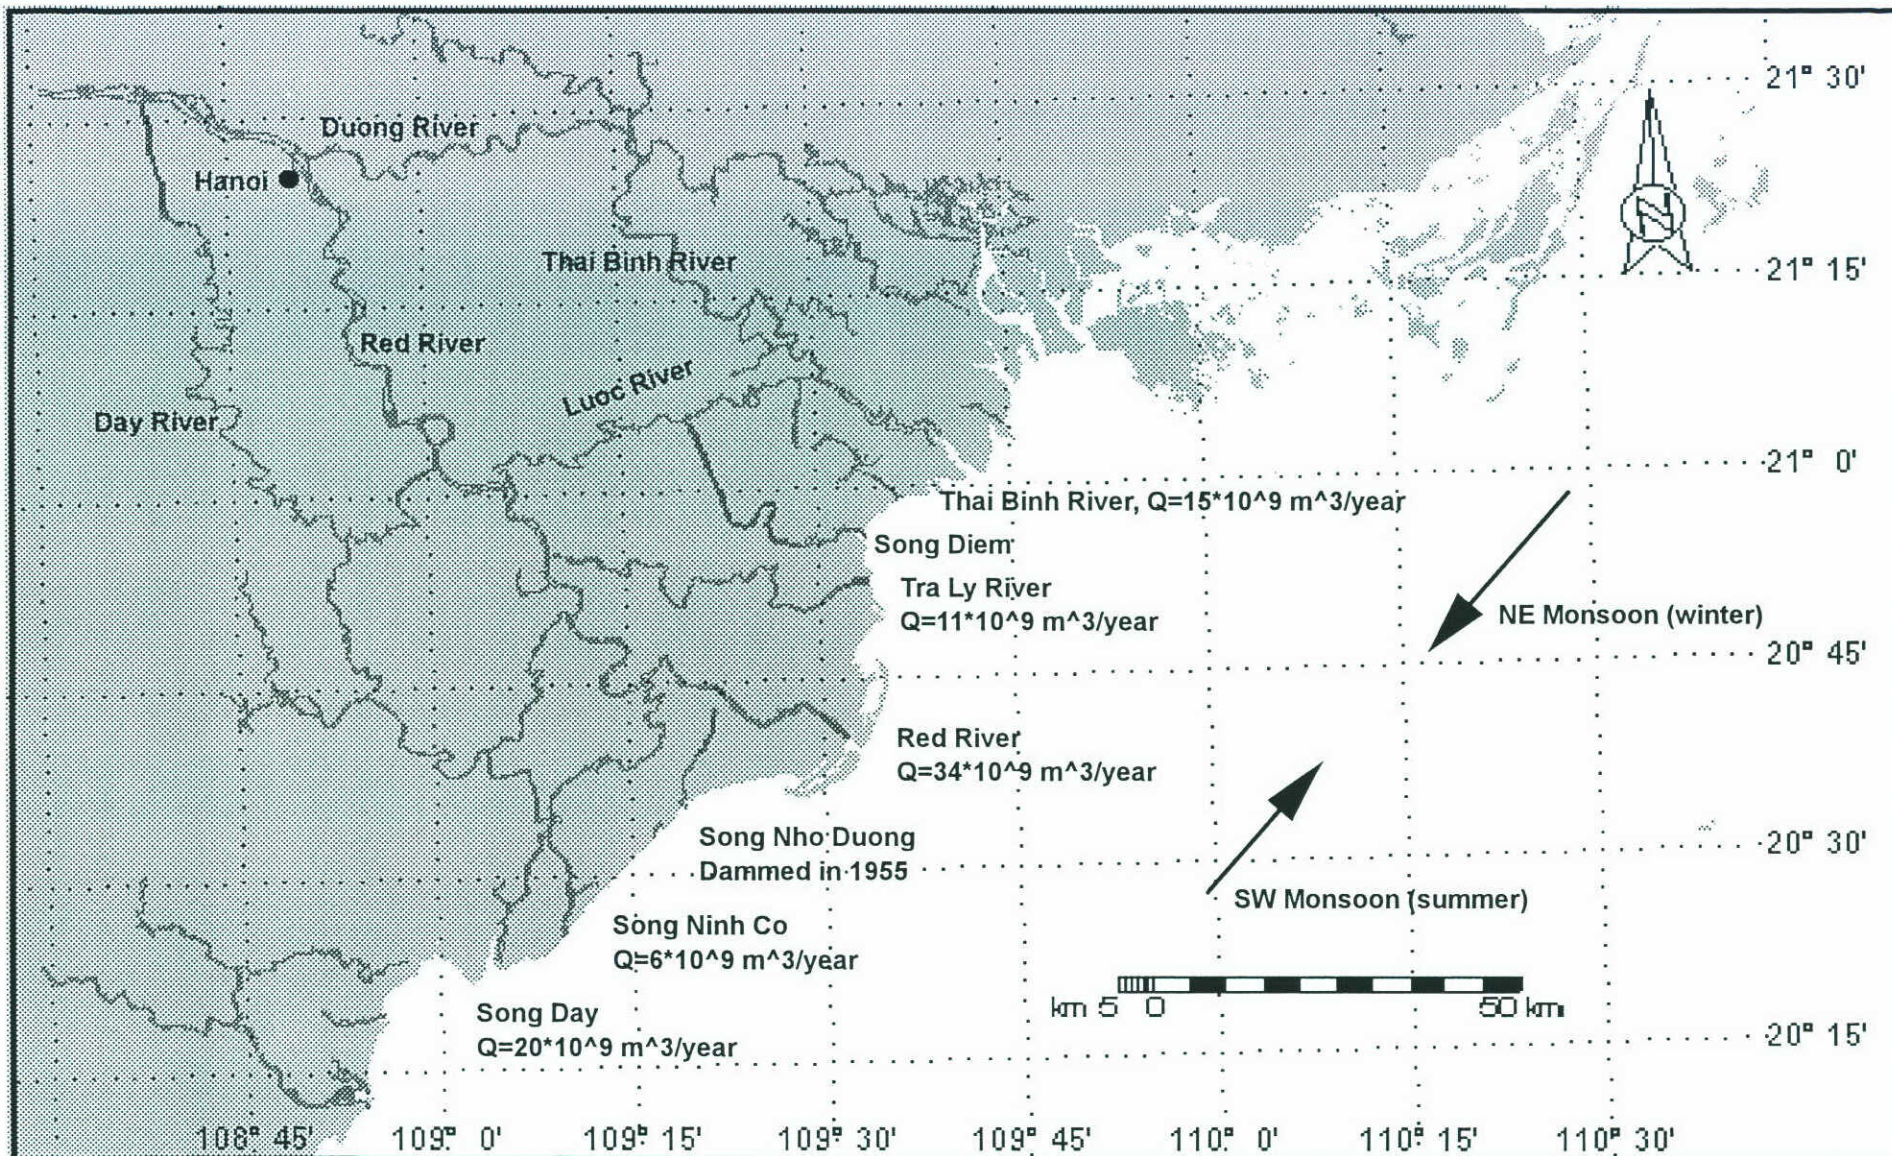 21° 30'
Duong River
Hanoi
N
Thai Binh River
21° 15'
Red River
Luoc River
Day River
21° 0'
Thai Binh River, Q=15*10^9 m^3/year
Song Diem
Tra Ly River
Q=11*10^9 m^3/year
NE Monsoon (winter)
20° 45'
Red River
Q=34*10^9 m^3/year
Song Nho Duong
Dammed in 1955
20° 30'
SW Monsoon (summer)
Song Ninh Co
Q=6*10^9 m^3/year
km 5 0 50 km
Song Day
Q=20*10^9 m^3/year
20° 15'
108° 45' 109° 0' 109° 15' 109° 30' 109° 45' 110° 0' 110° 15' 110° 30'